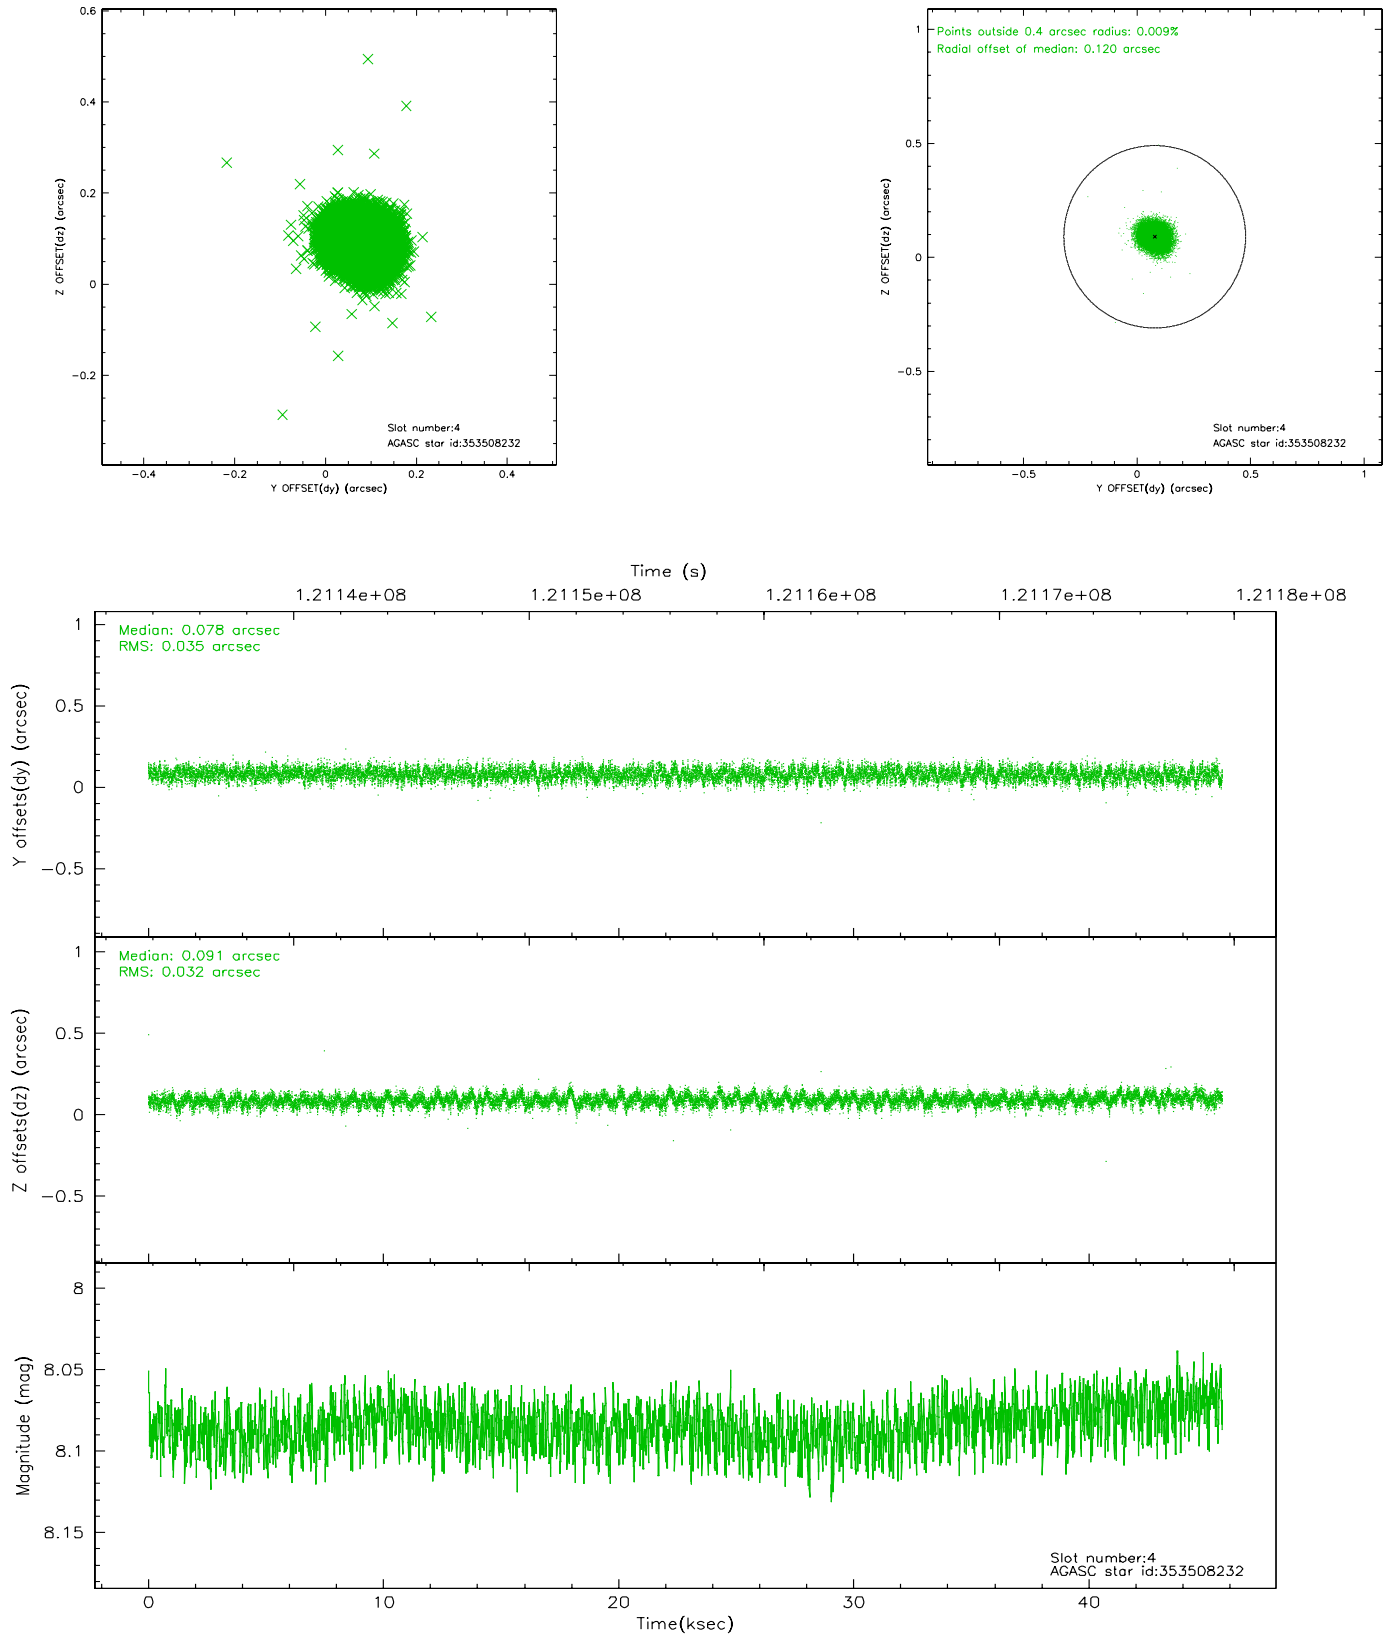 0.6
0.4
0.2
0
−0.2
Z OFFSET(dz) (arcsec)
Slot number:4
AGASC star id:353508232
−0.4 −0.2 0 0.2 0.4
Y OFFSET(dy) (arcsec)
Points outside 0.4 arcsec radius: 0.009%
Radial offset of median: 0.120 arcsec
1
0.5
0
−0.5
Z OFFSET(dz) (arcsec)
Slot number:4
AGASC star id:353508232
−0.5 0 0.5 1
Y OFFSET(dy) (arcsec)
Time (s)
1.2114e+08 1.2115e+08 1.2116e+08 1.2117e+08 1.2118e+08
Median: 0.078 arcsec
RMS: 0.035 arcsec
1
0.5
0
−0.5
Y offsets(dy) (arcsec)
Median: 0.091 arcsec
RMS: 0.032 arcsec
1
0.5
0
−0.5
Z offsets(dz) (arcsec)
8
8.05
8.1
8.15
Magnitude (mag)
Slot number:4
AGASC star id:353508232
0 10 20 30 40
Time(ksec)